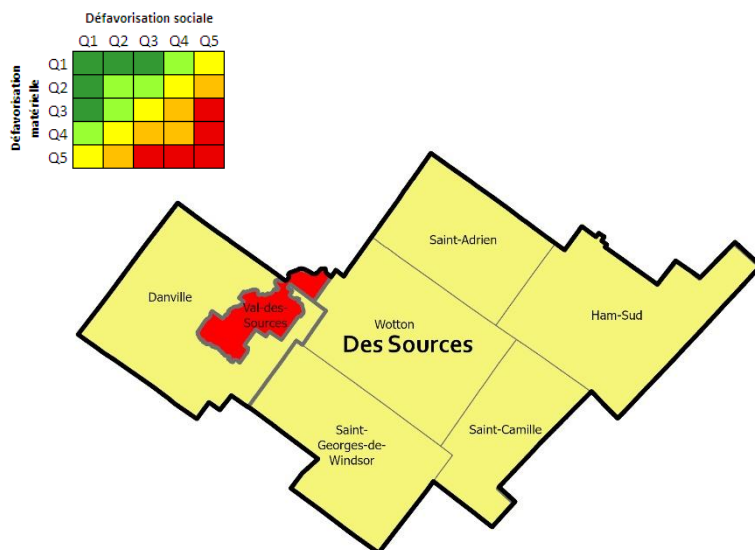 Défavorisation sociale
Q1 Q2 Q3 Q4 Q5
Défavorisation
matérielle
Q1
Q2
Q3
Q4
Q5
Saint-Adrien
Danville
Val-des-
Sources
Ham-Sud
Wotton
Des Sources
Saint-
Georges-de-
Windsor
Saint-Camille